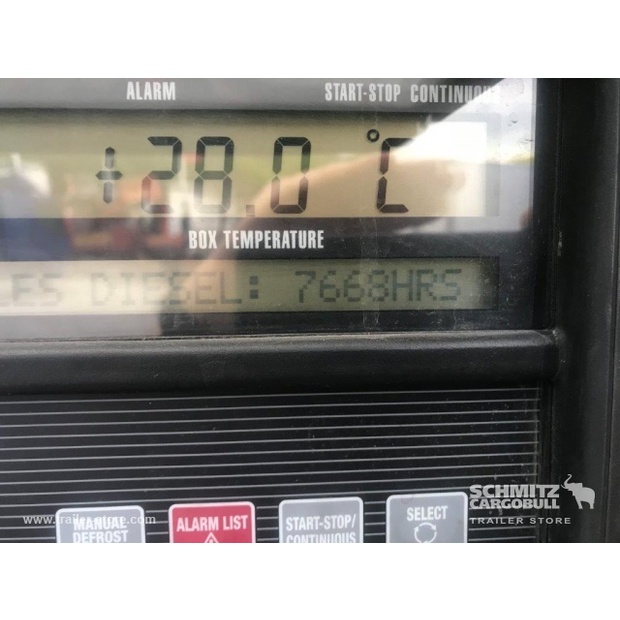 ALARM START-STOP CONTINUOUS
+28.0 °C
BOX TEMPERATURE
LES DIESEL: 7668HRS
SCHMITZ
CARGOBULL
TRAILER STORE
MANUAL DEFROST
ALARM LIST
START-STOP/ CONTINUOUS
SELECT